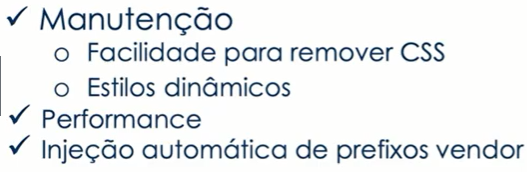 ✓ Manutenção
o Facilidade para remover CSS
o Estilos dinâmicos
✓ Performance
✓ Injeção automática de prefixos vendor